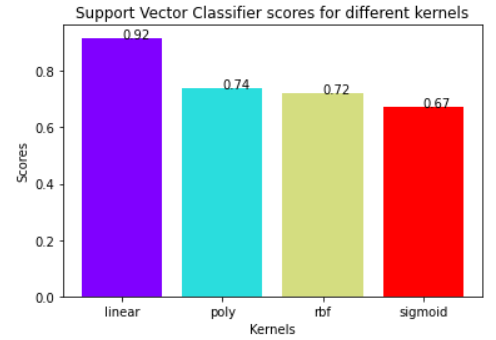 Support Vector Classifier scores for different kernels
0.92
0.74
0.72
0.67
0.8
0.6
0.4
0.2
0.0
Scores
linear poly rbf sigmoid
Kernels